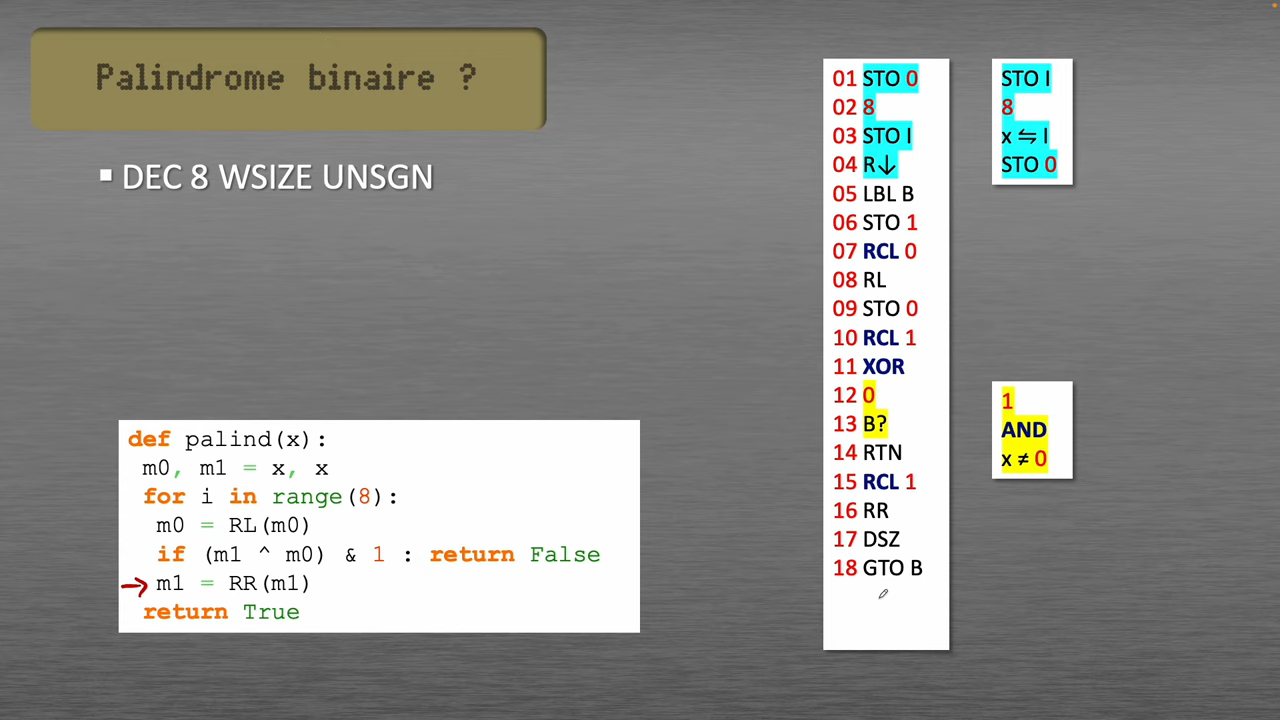 Palindrome binaire ?
▪ DEC 8 WSIZE UNSGN
def palind(x):
m0, m1 = x, x
for i in range(8):
m0 = RL(m0)
if (m1 ^ m0) & 1 : return False
m1 = RR(m1)
return True
01 STO 0
02 8
03 STO I
04 R↓
05 LBL B
06 STO 1
07 RCL 0
08 RL
09 STO 0
10 RCL 1
11 XOR
12 0
13 B?
14 RTN
15 RCL 1
16 RR
17 DSZ
18 GTO B
STO I
8
x ⇋ I
STO 0
1
AND
x ≠ 0